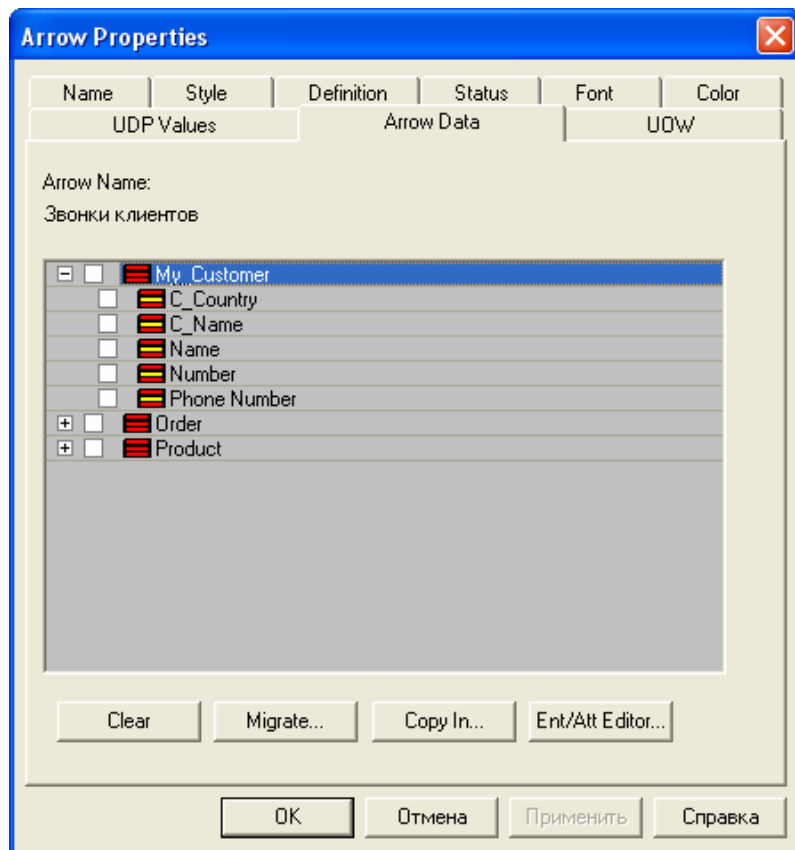 Arrow Properties
Name Style Definition Status Font Color
UDP Values Arrow Data UOW
Arrow Name:
Звонки клиентов
My_Customer
C_Country
C_Name
Name
Number
Phone Number
Order
Product
Clear Migrate... Copy In... Ent/Att Editor...
OK Отмена Применить Справка